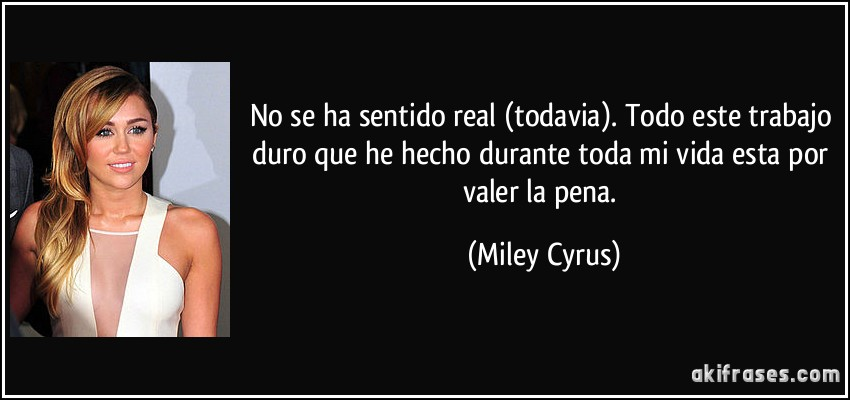 No se ha sentido real (todavia). Todo este trabajo
duro que he hecho durante toda mi vida esta por
valer la pena.
(Miley Cyrus)
akifrases.com